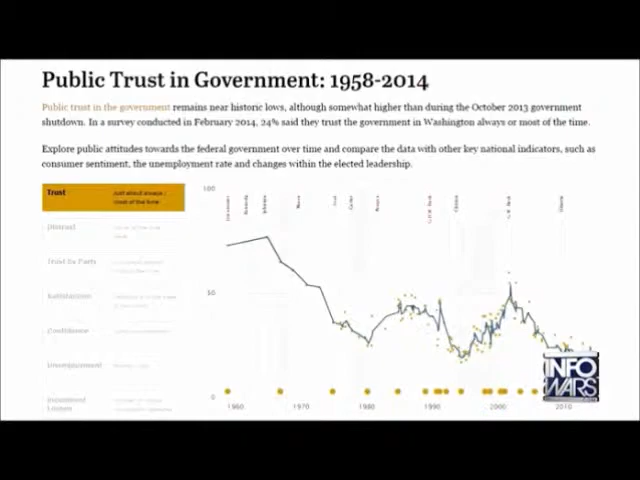 Public Trust in Government: 1958-2014
Public trust in the government remains near historic lows, although somewhat higher than during the October 2013 government
shutdown. In a survey conducted in February 2014, 24% said they trust the government in Washington always or most of the time.
Explore public attitudes towards the federal government over time and compare the data with other key national indicators, such as
consumer sentiment, the unemployment rate and changes within the elected leadership.
Trust
Just about always /
most of the time
Distrust
Trust by Party
Satisfaction
Confidence
Unemployment
100
50
0
1960
1970
1980
1990
2000
2010
INFO
WARS